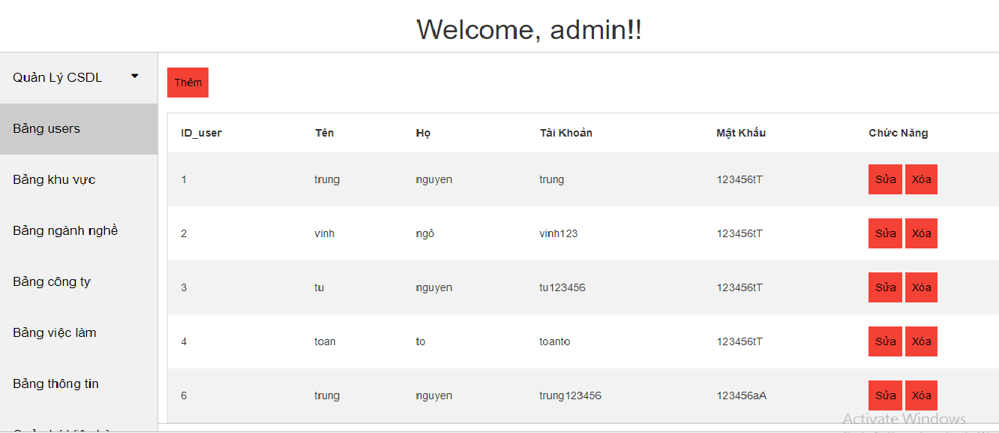 Welcome, admin!!
Quản Lý CSDL
Thêm
Bảng users
ID_user Tên Họ Tài Khoản Mật Khẩu Chức Năng
1 trung nguyen trung 123456tT Sửa Xóa
Bảng khu vực
2 vinh ngô vinh123 123456tT Sửa Xóa
Bảng ngành nghề
3 tu nguyen tu123456 123456tT Sửa Xóa
Bảng công ty
4 toan to toanto 123456tT Sửa Xóa
Bảng việc làm
6 trung nguyen trung123456 123456aA Sửa Xóa
Bảng thông tin
Activate Windows